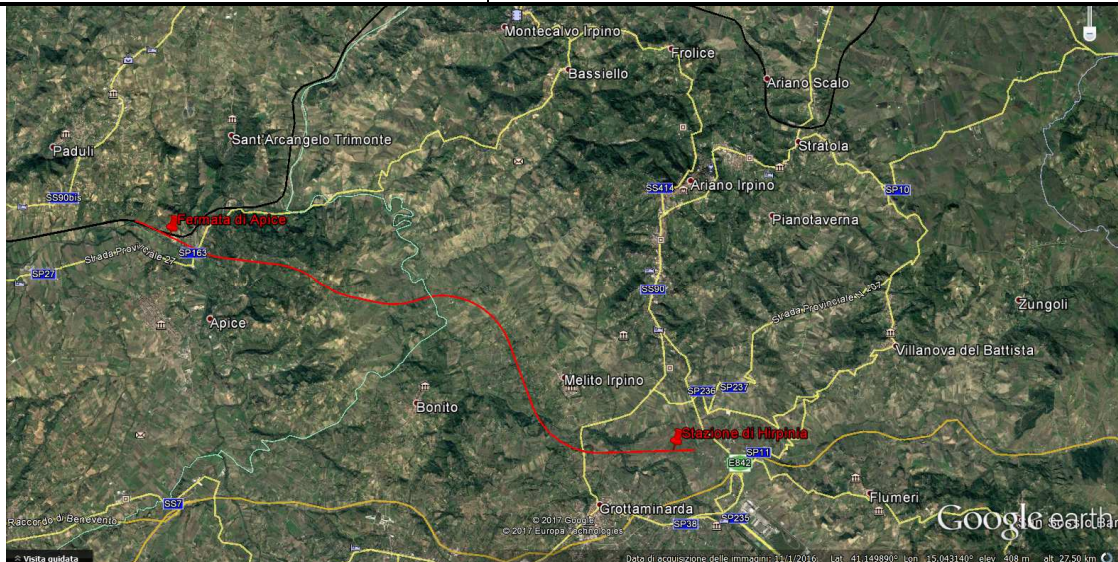 Montecalvo Irpino
Frolice
Bassiello
Ariano Scalo
Sant'Arcangelo Trimonte
Paduli
Stratola
SS90bis
SS414
Ariano Irpino
SP10
Fermata di Apice
Pianotaverna
SP163
Strada Provinciale 27
SP27
SS90
Strada Provinciale
Zungoli
Apice
Villanova del Battista
Melito Irpino
SP236
SP237
Bonito
Stazione di Hirpinia
SP11
E842
SS7
Flumeri
Grottaminarda
Raccordo di Benevento
© 2017 Google
© 2017 Europa Technologies
SP38
SP235
Google earth
Visita guidata
Data di acquisizione delle immagini: 11/1/2016 Lat 41.149890° Lon 15.043140° elev 408 m alt 27.50 km